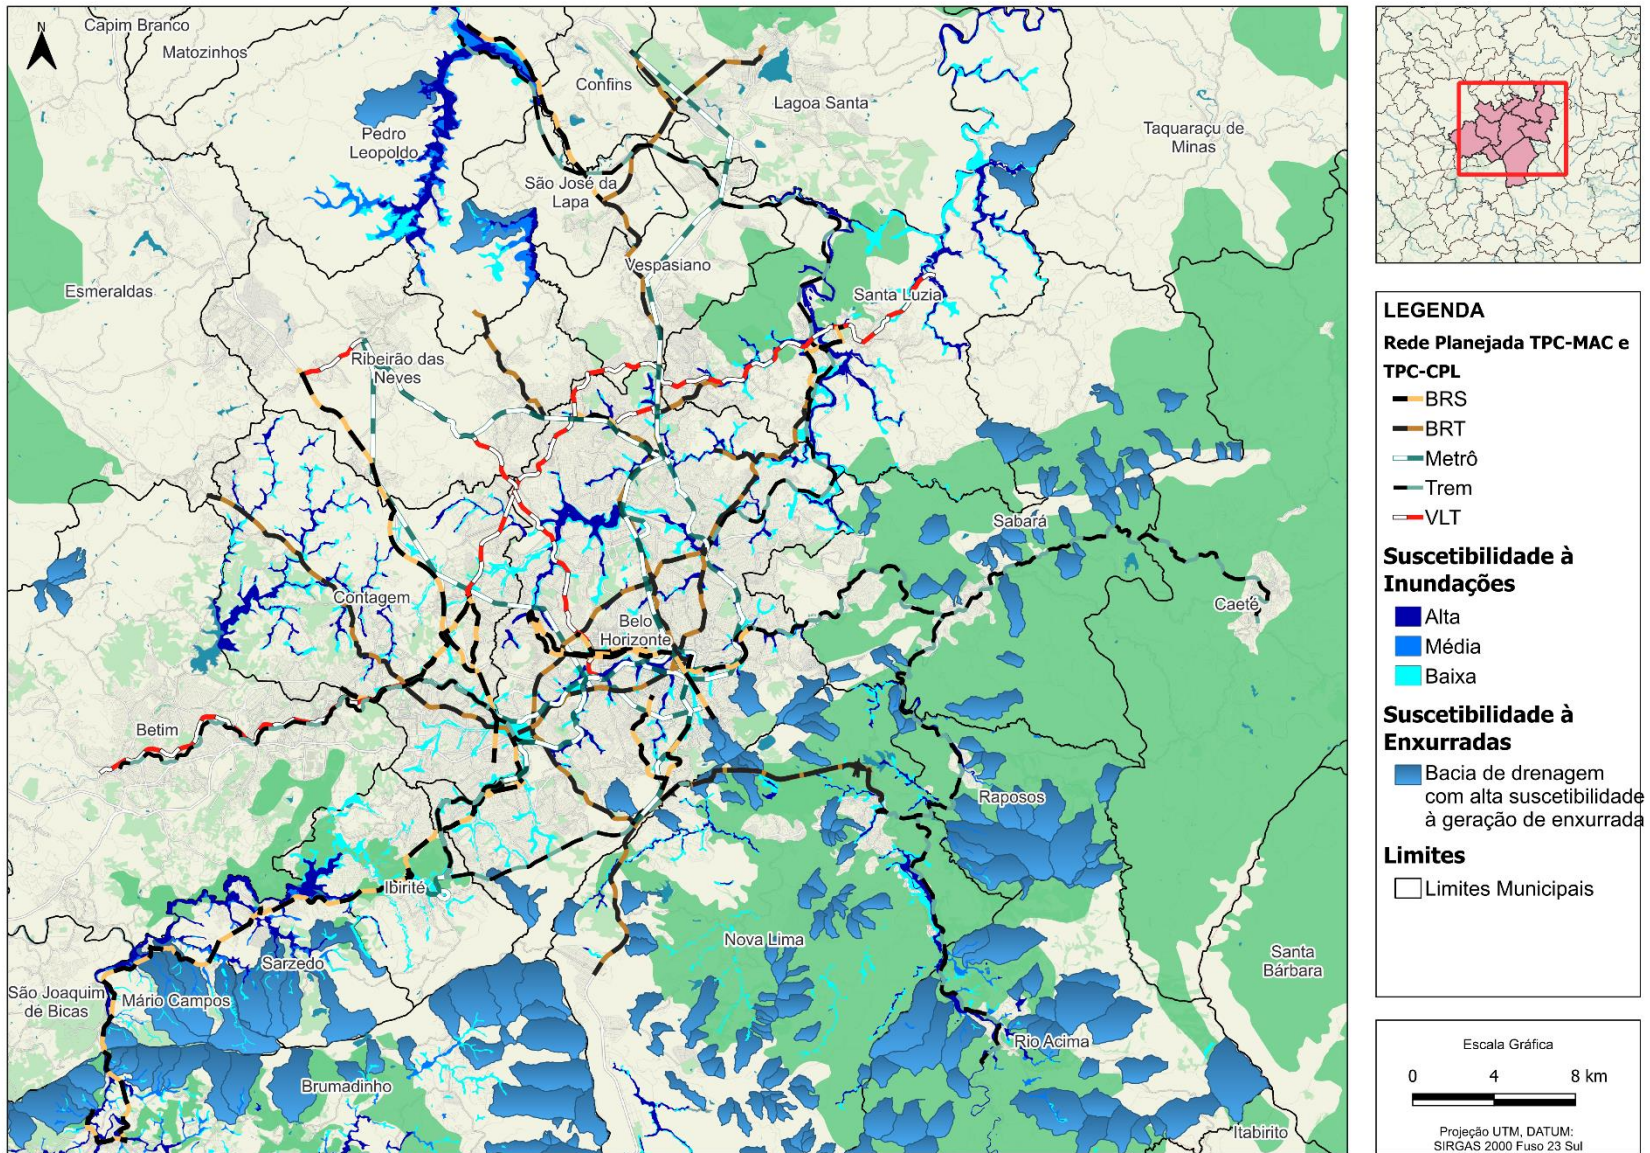 N
Capim Branco
Matozinhos
Confins
Lagoa Santa
Pedro
Leopoldo
Taquaraçu de
Minas
São José da
Lapa
Vespasiano
Esmeraldas
Santa Luzia
Ribeirão das
Neves
Sabará
Contagem
Caeté
Belo
Horizonte
Betim
Raposos
Ibirité
Nova Lima
Sarzedo
Santa
Bárbara
São Joaquim
de Bicas
Mário Campos
Rio Acima
Brumadinho
Itabirito
LEGENDA
Rede Planejada TPC-MAC e
TPC-CPL
BRS
BRT
Metrô
Trem
VLT
Suscetibilidade à
Inundações
Alta
Média
Baixa
Suscetibilidade à
Enxurradas
Bacia de drenagem
com alta suscetibilidade
à geração de enxurrada
Limites
Limites Municipais
Escala Gráfica
0 4 8 km
Projeção UTM, DATUM:
SIRGAS 2000 Fuso 23 Sul